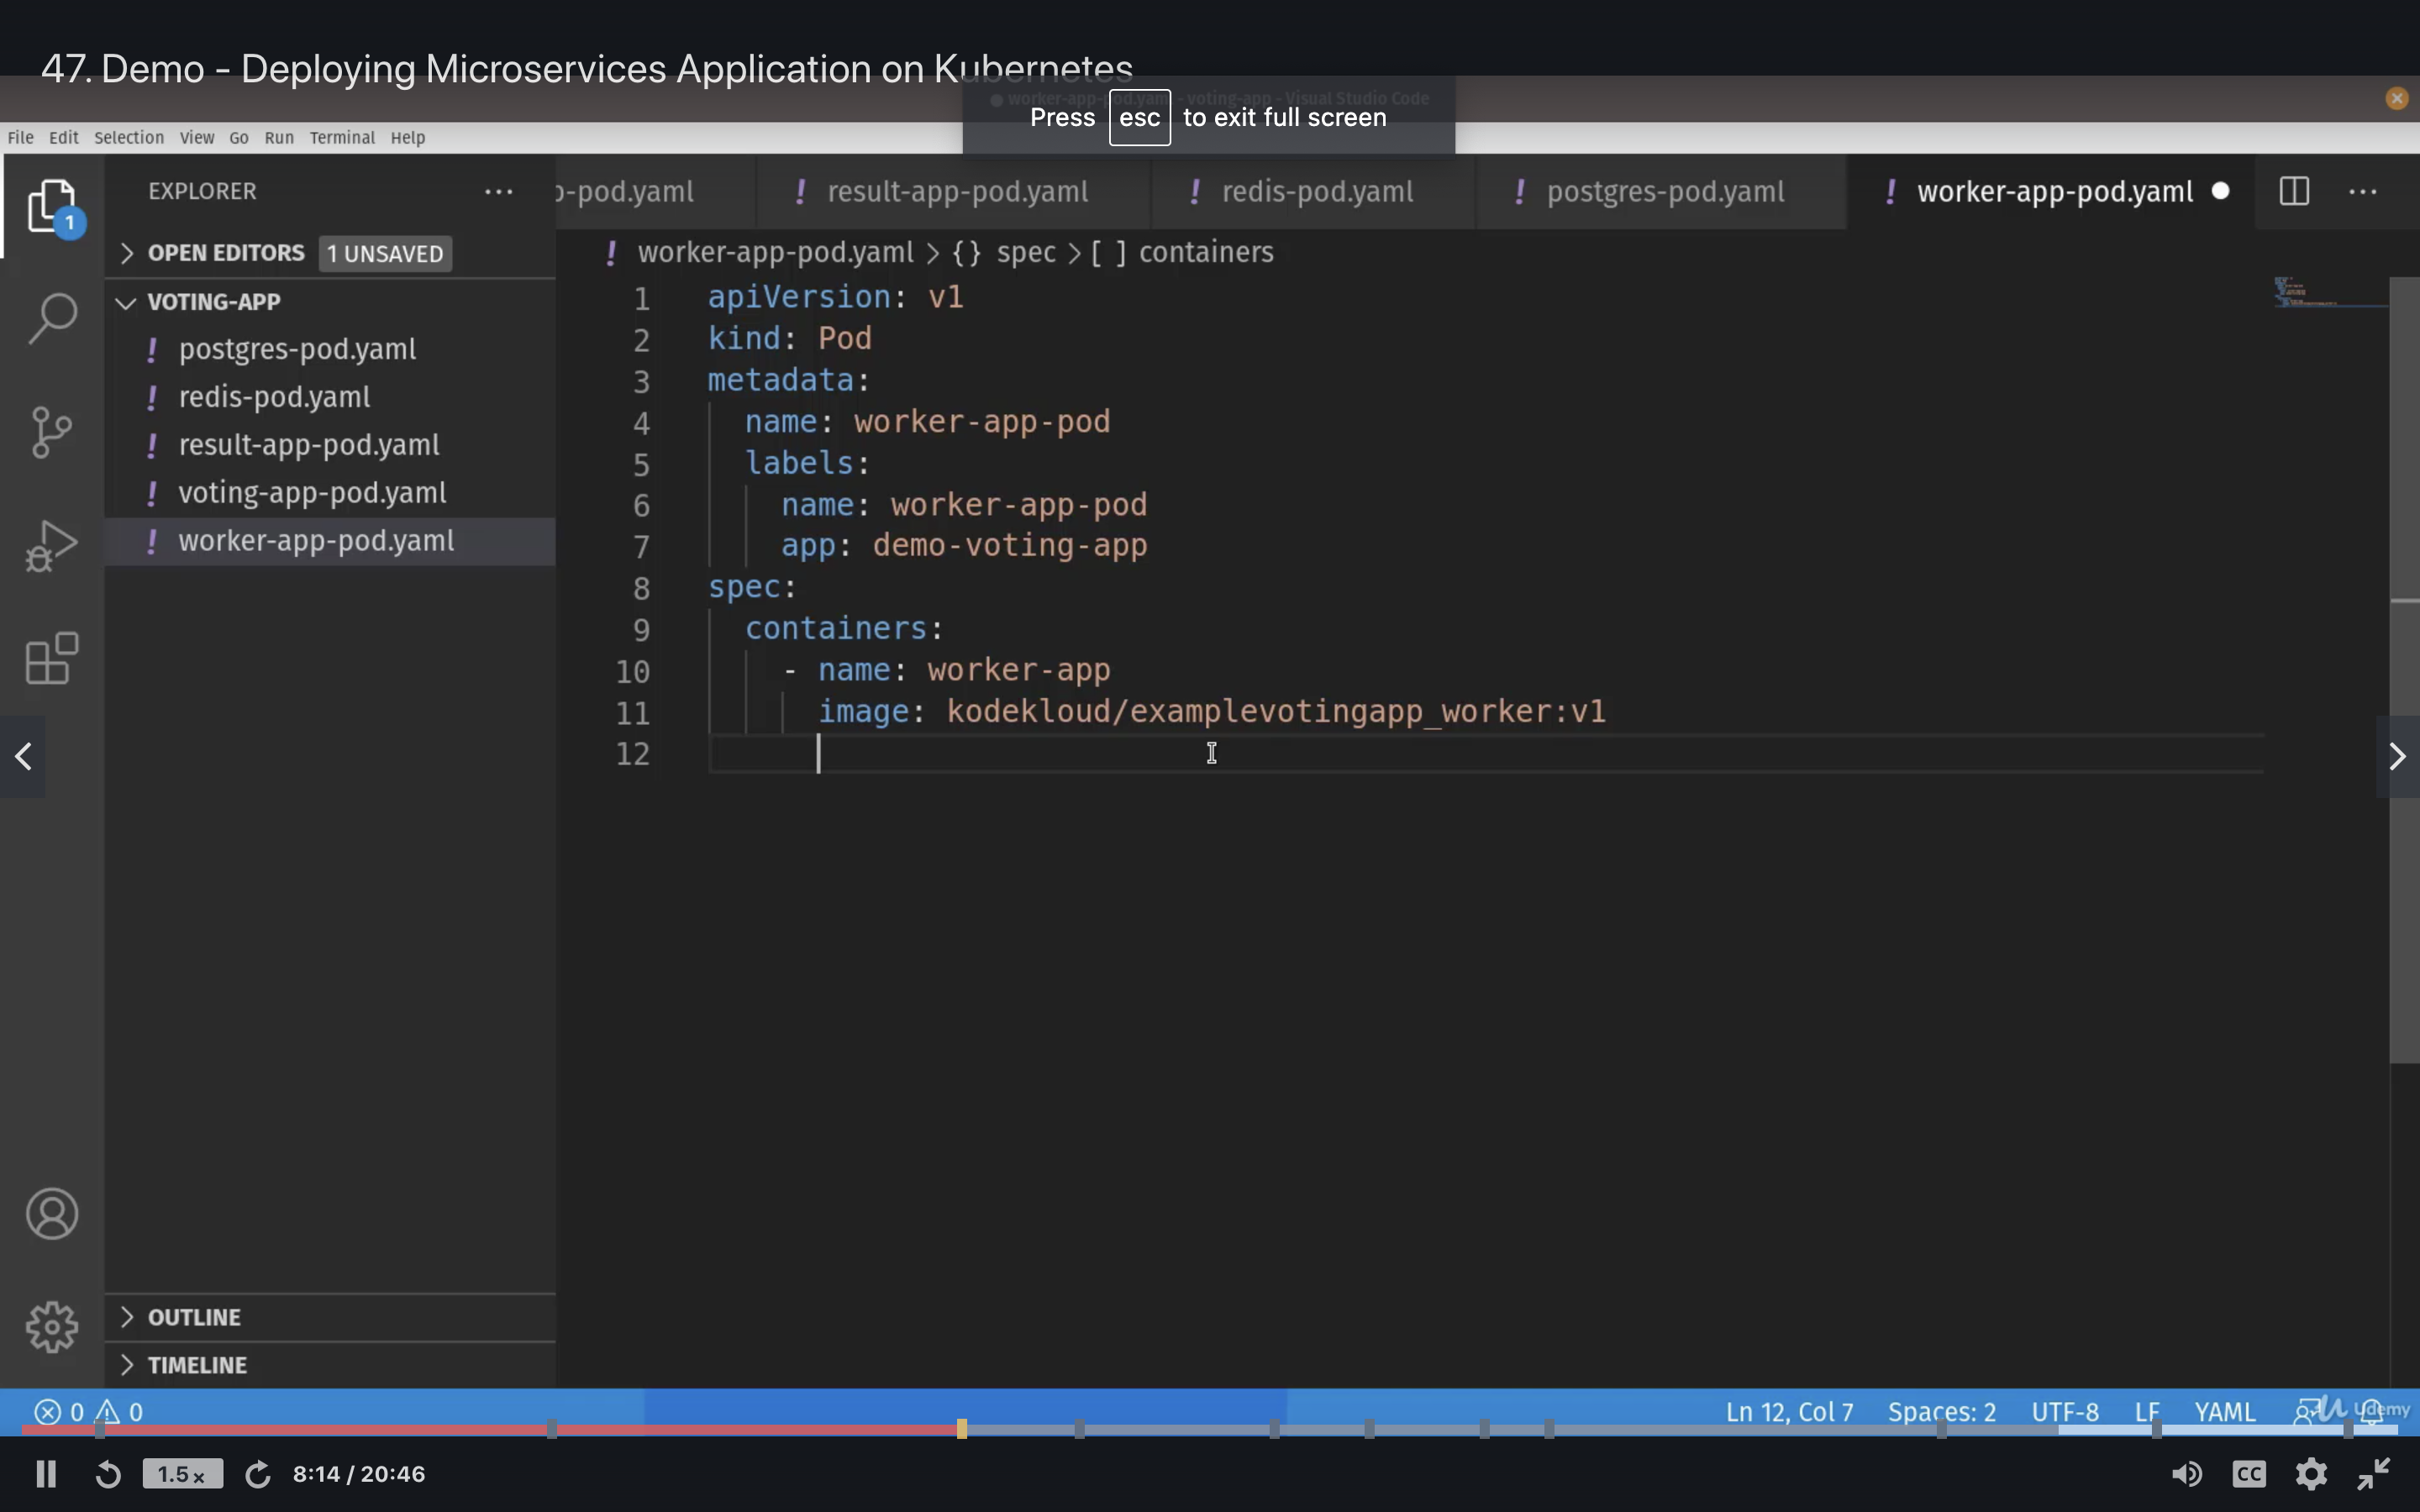 47. Demo - Deploying Microservices Application on Kubernetes
worker-app-pod.yaml - voting-app - Visual Studio Code
Press esc to exit full screen
File Edit Selection View Go Run Terminal Help
EXPLORER
-pod.yaml
! result-app-pod.yaml
! redis-pod.yaml
! postgres-pod.yaml
! worker-app-pod.yaml
1
OPEN EDITORS 1 UNSAVED
VOTING-APP
! postgres-pod.yaml
! redis-pod.yaml
! result-app-pod.yaml
! voting-app-pod.yaml
! worker-app-pod.yaml
! worker-app-pod.yaml > {} spec > [ ] containers
1 apiVersion: v1
2 kind: Pod
3 metadata:
4 name: worker-app-pod
5 labels:
6 name: worker-app-pod
7 app: demo-voting-app
8 spec:
9 containers:
10 - name: worker-app
11 image: kodekloud/examplevotingapp_worker:v1
12
OUTLINE
TIMELINE
0 0
Ln 12, Col 7 Spaces: 2 UTF-8 LF YAML
Udemy
1.5x 8:14 / 20:46
CC